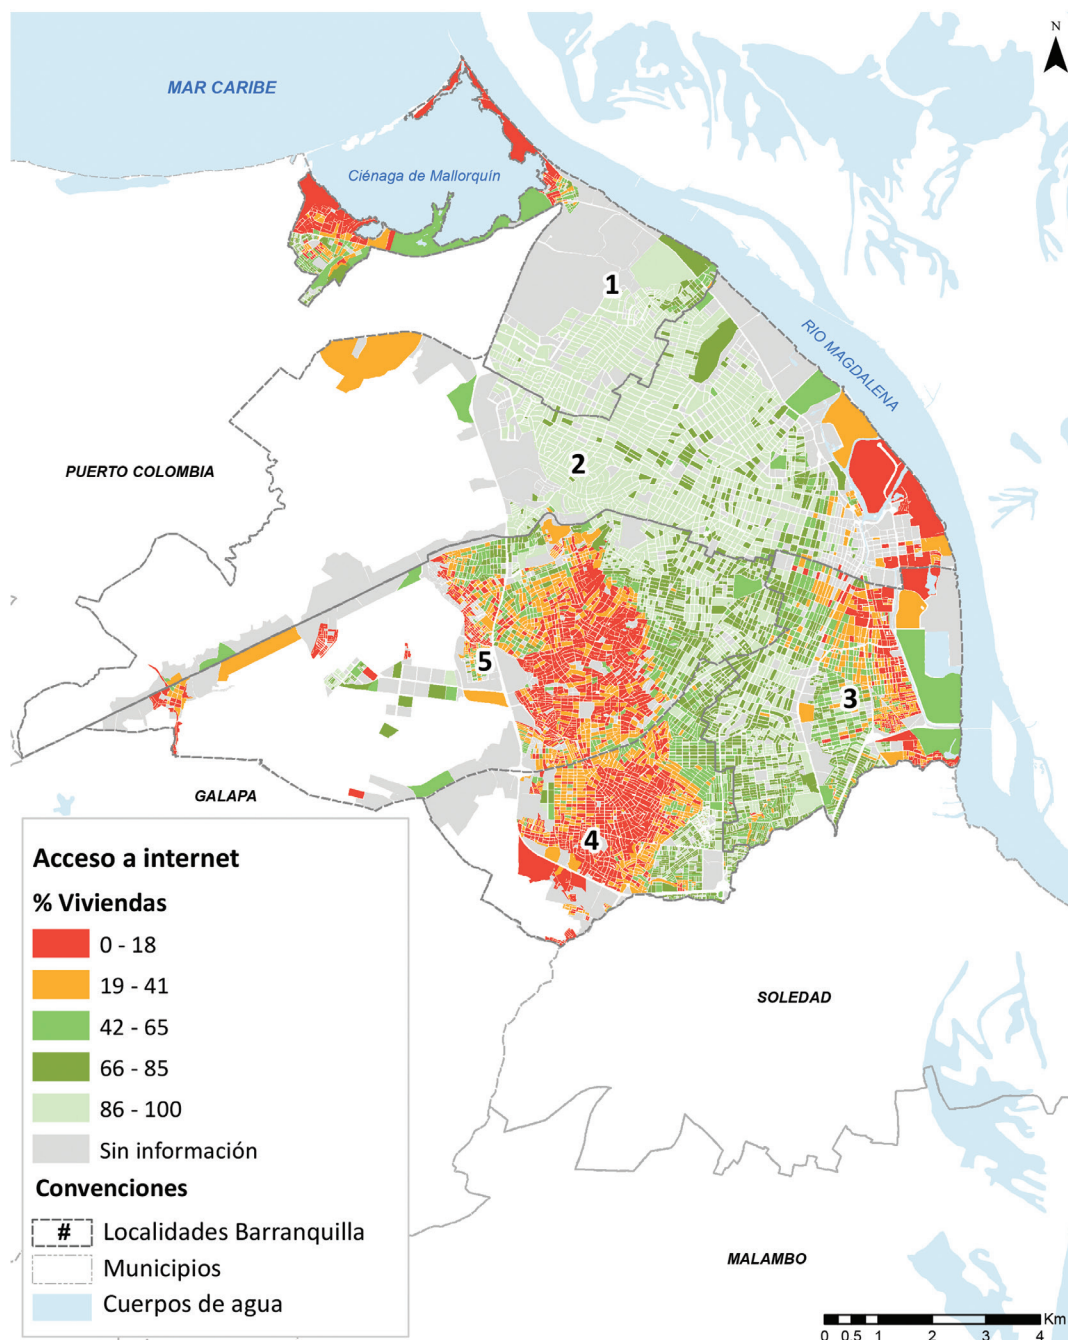 N
MAR CARIBE
Ciénaga de Mallorquín
1
RIO MAGDALENA
2
PUERTO COLOMBIA
5
3
GALAPA
4
Acceso a internet
% Viviendas
0 - 18
19 - 41
42 - 65
66 - 85
86 - 100
Sin información
Convenciones
# Localidades Barranquilla
Municipios
Cuerpos de agua
SOLEDAD
MALAMBO
Km
0 0.5 1 2 3 4